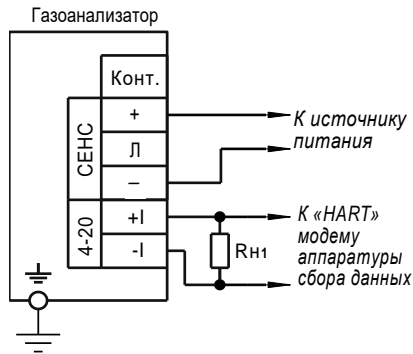 Газоанализатор
Конт.
СЕНС
+
Л
–
4-20
+I
-I
К источнику
питания
К «HART»
модему
аппаратуры
сбора данных
Rн1